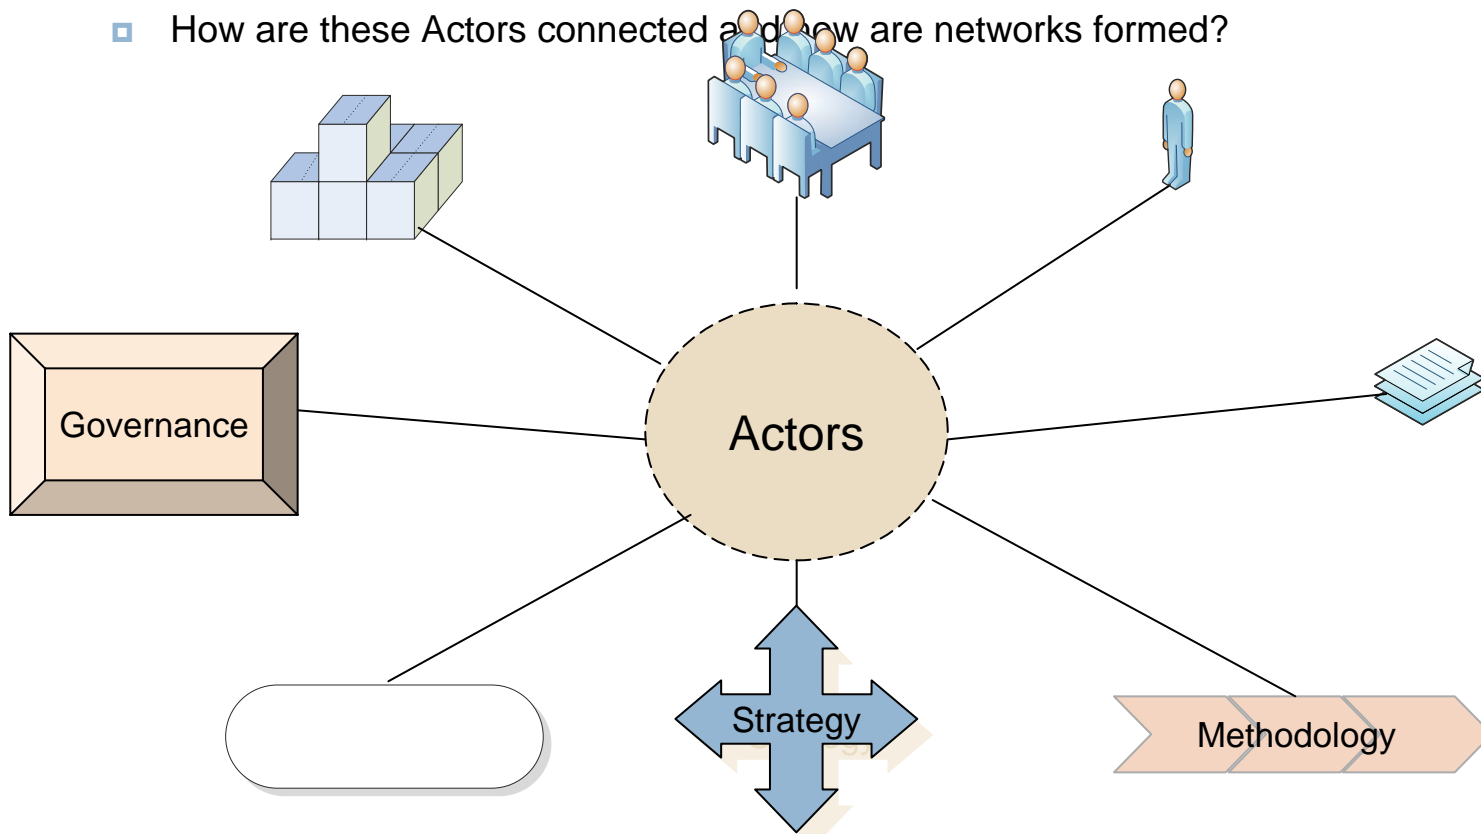 How are these Actors connected and how are networks formed?
Governance
Actors
Strategy
Methodology